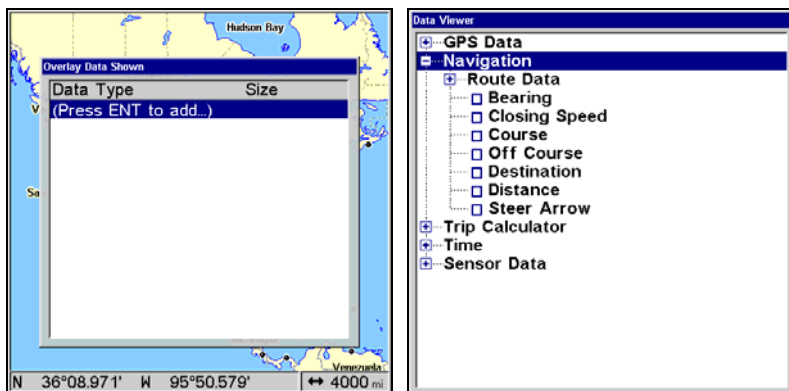 Hudson Bay
Overlay Data Shown
Data Type Size
(Press ENT to add...)
V
Sa
Venezuela
N 36°08.971' W 95°50.579' ↔ 4000 mi
Data Viewer
GPS Data
Navigation
Route Data
Bearing
Closing Speed
Course
Off Course
Destination
Distance
Steer Arrow
Trip Calculator
Time
Sensor Data